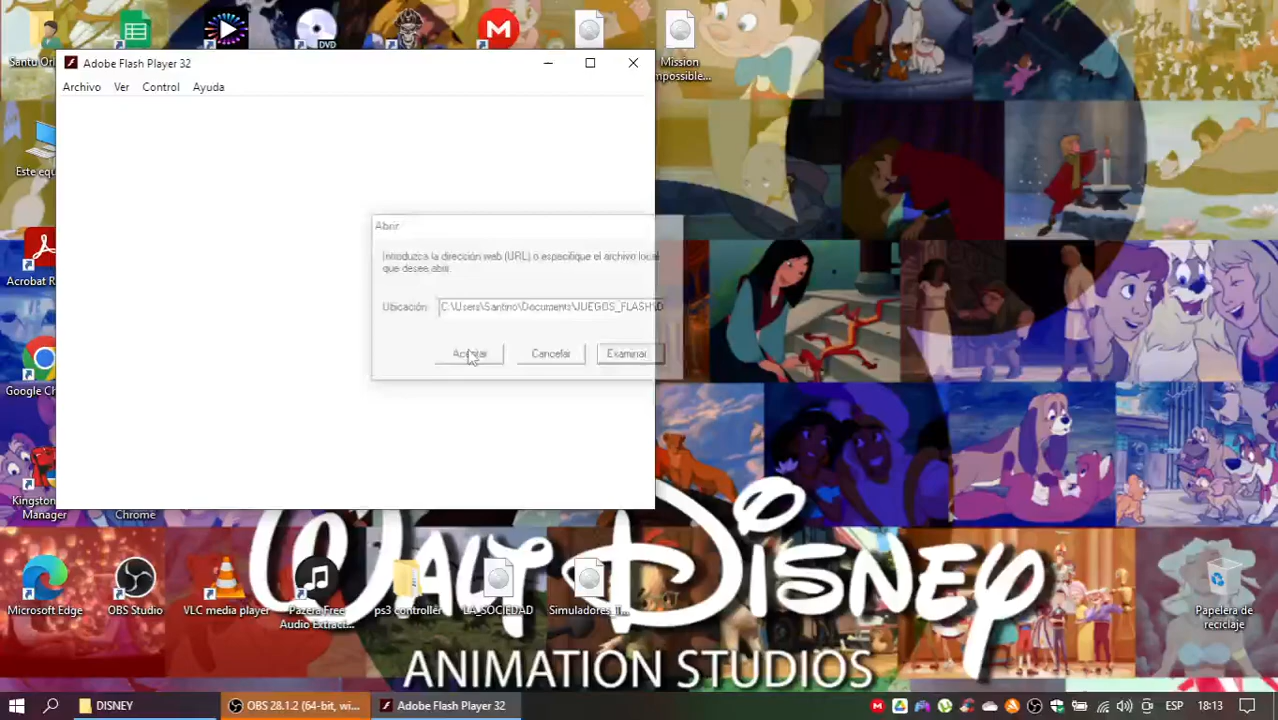 Santu Ori
DVD
Mission
Impossible...
Adobe Flash Player 32
Archivo Ver Control Ayuda
Este equ
Abrir
Introduzca la dirección web (URL) o especifique el archivo local
que desee abrir.
Ubicación: C:\Users\Santino\Documents\JUEGOS_FLASH\D
Aceptar Cancelar Examinar
Acrobat R
Google Ch
Kingston
Manager
Chrome
WALT DISNEY
ANIMATION STUDIOS
Microsoft Edge
OBS Studio
VLC media player
Pazera Free
Audio Extract...
ps3 controller
LA_SOCIEDAD
Simuladores_T...
Papelera de
reciclaje
DISNEY
OBS 28.1.2 (64-bit, wi...
Adobe Flash Player 32
ESP
18:13